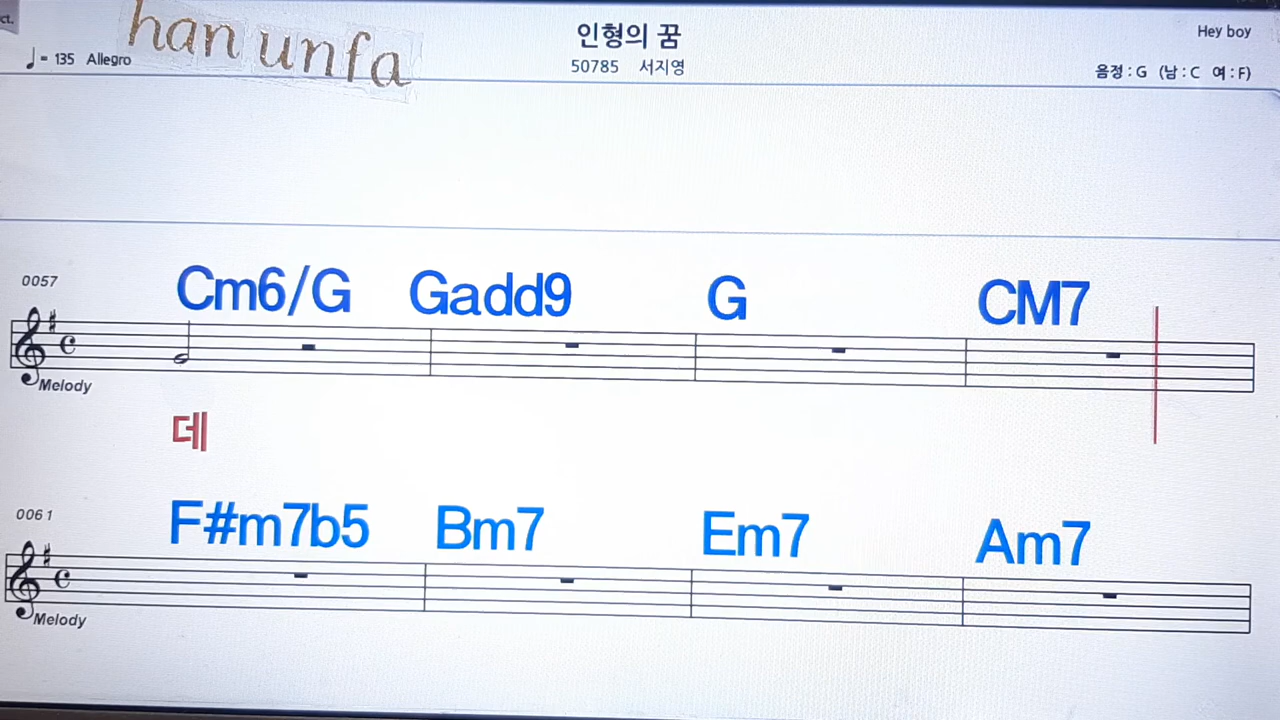 ct.
han unfa
인형의 꿈
Hey boy
♩ = 135 Allegro
50785 서지영
음정 : G (남 : C 여 : F)
0057
Cm6/G Gadd9 G CM7
Melody
데
0061
F#m7b5 Bm7 Em7 Am7
Melody